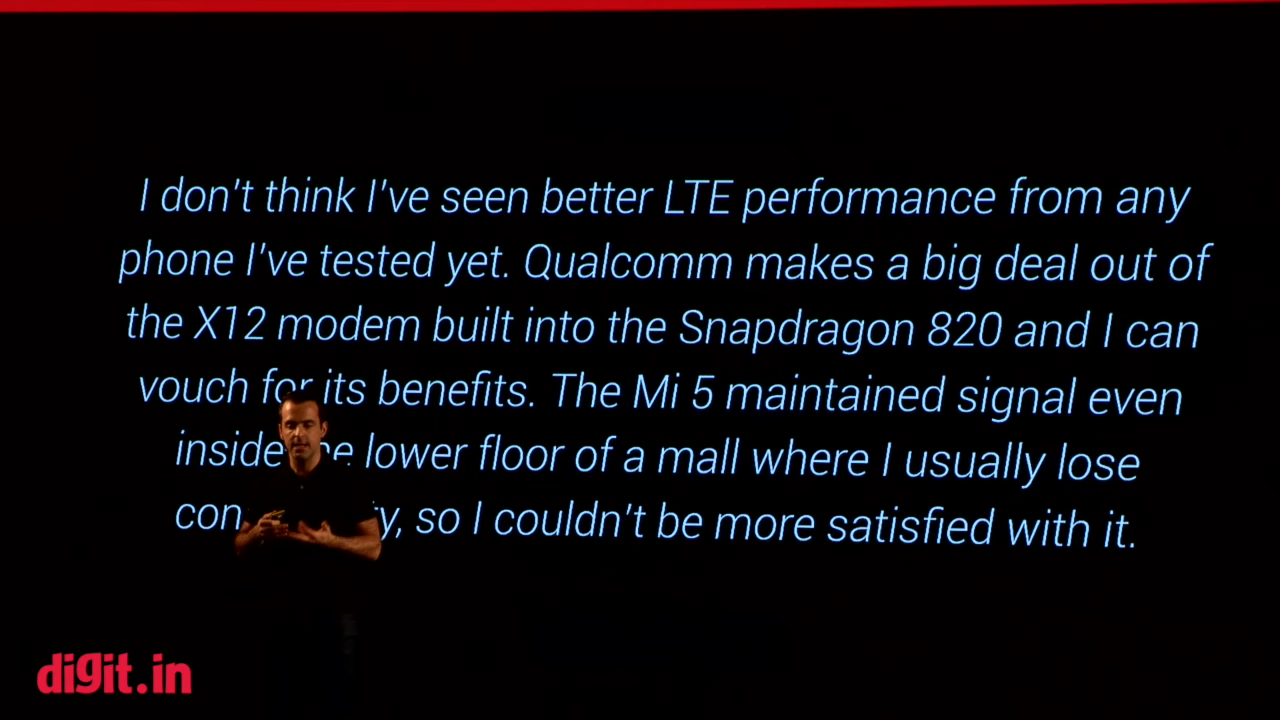 I don't think I've seen better LTE performance from any
phone I've tested yet. Qualcomm makes a big deal out of
the X12 modem built into the Snapdragon 820 and I can
vouch for its benefits. The Mi 5 maintained signal even
inside lower floor of a mall where I usually lose
so I couldn't be more satisfied with it.
digit.in